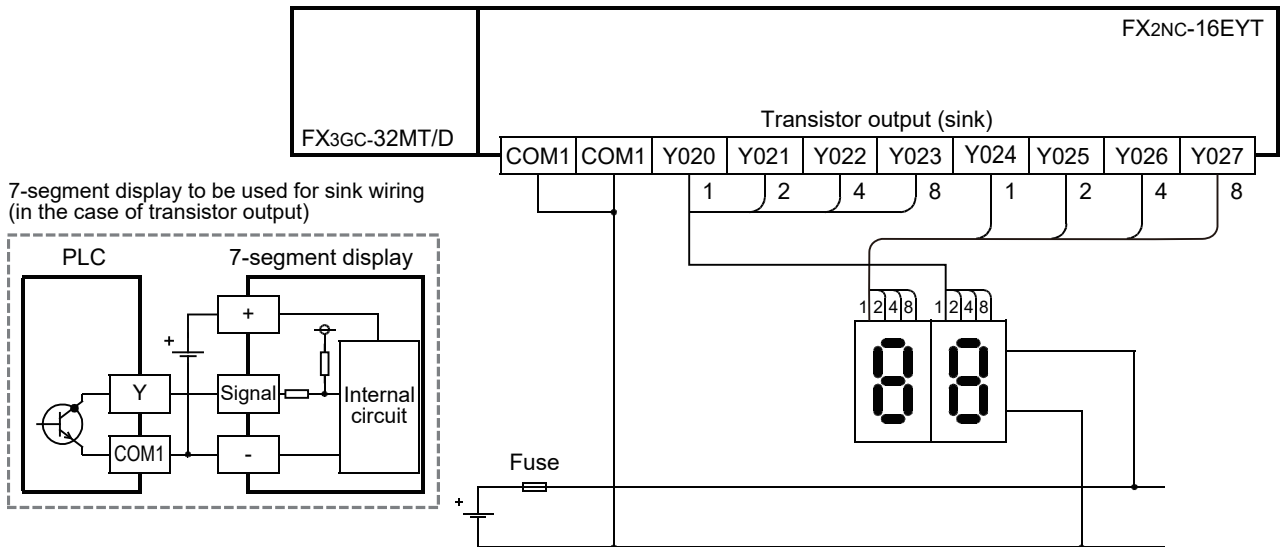 FX2NC-16EYT
FX3GC-32MT/D
Transistor output (sink)
COM1 COM1 Y020 Y021 Y022 Y023 Y024 Y025 Y026 Y027
1 2 4 8 1 2 4 8
7-segment display to be used for sink wiring
(in the case of transistor output)
PLC 7-segment display
+
+
Y Signal Internal
circuit
COM1 -
1 2 4 8 1 2 4 8
8 8
Fuse
+